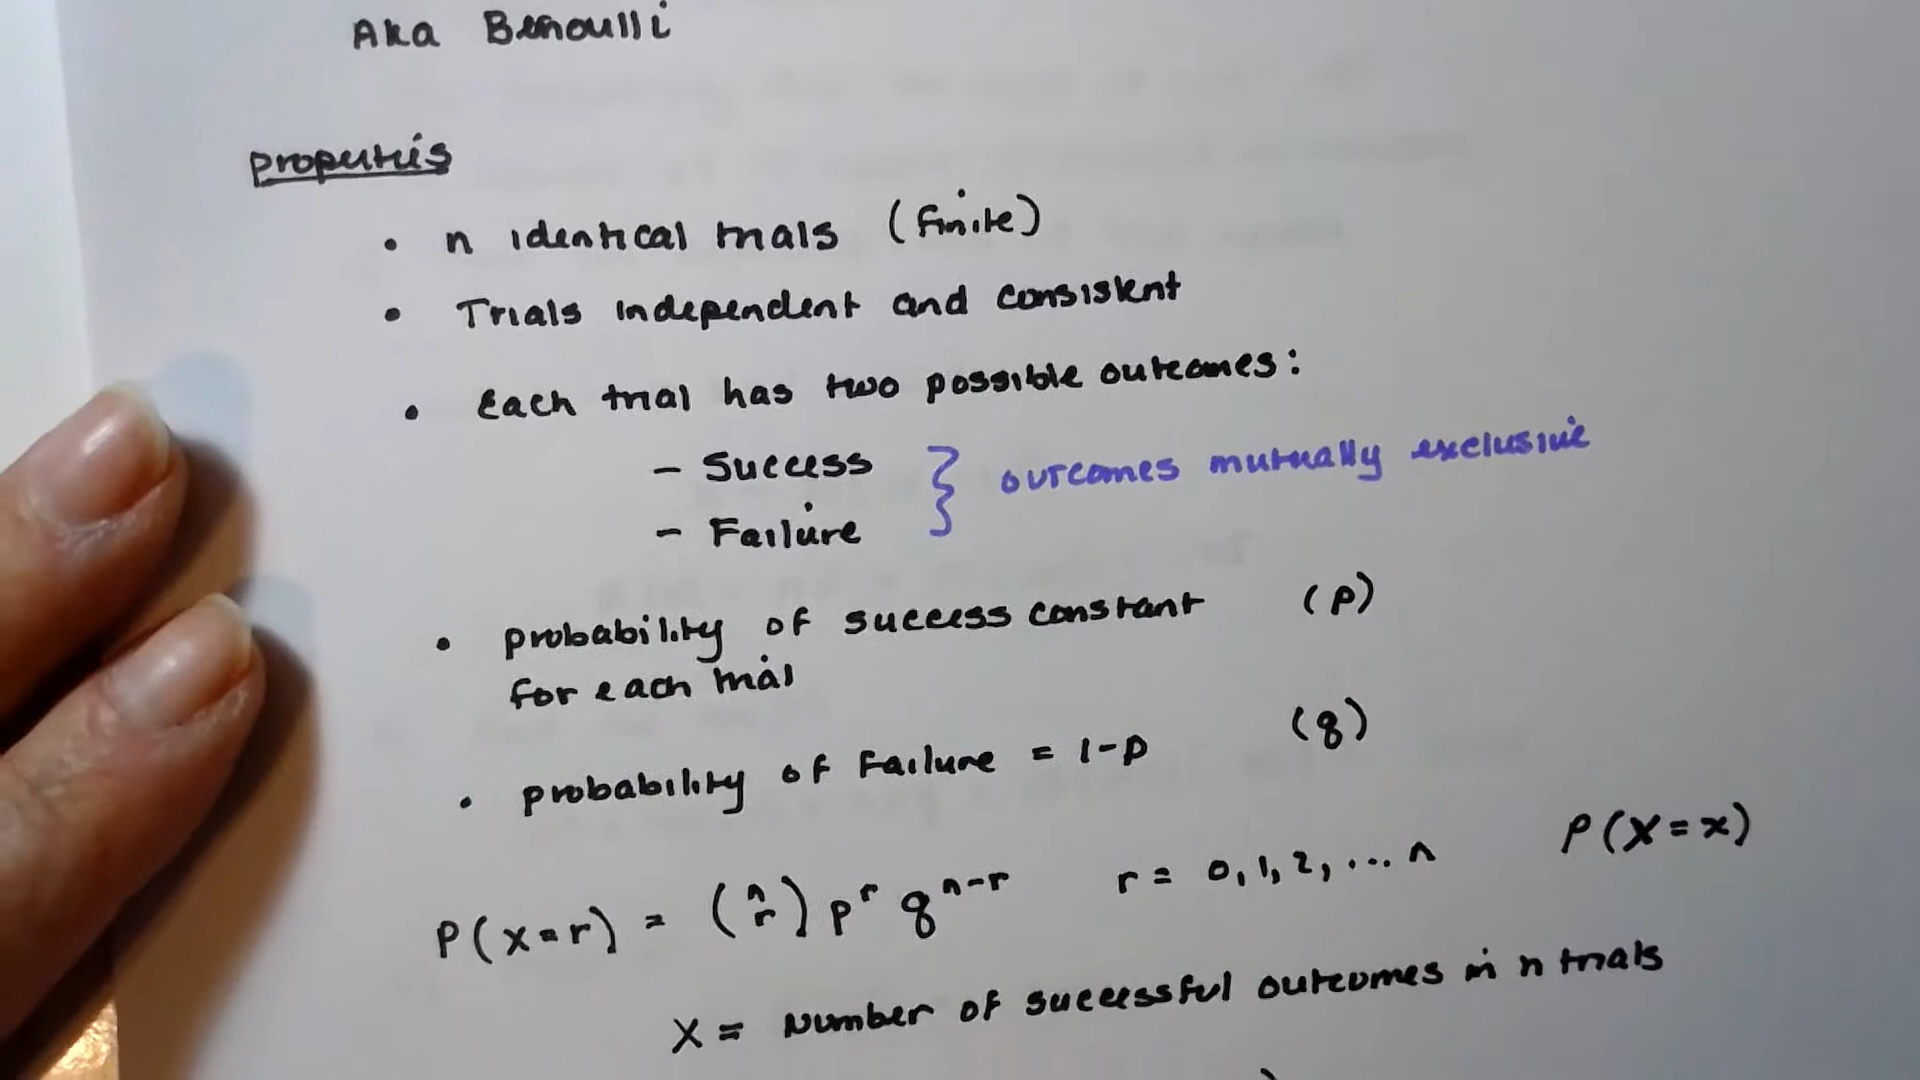 Aka Bernoulli
Properties
• n identical trials (finite)
• Trials independent and consistent
• Each trial has two possible outcomes:
- Success
- Failure } outcomes mutually exclusive
• probability of success constant (p)
for each trial
• probability of Failure = 1-p (q)
P(X=x)
P(X=r) = (n r) p^r q^(n-r) r = 0, 1, 2, ... n
X = Number of successful outcomes in n trials